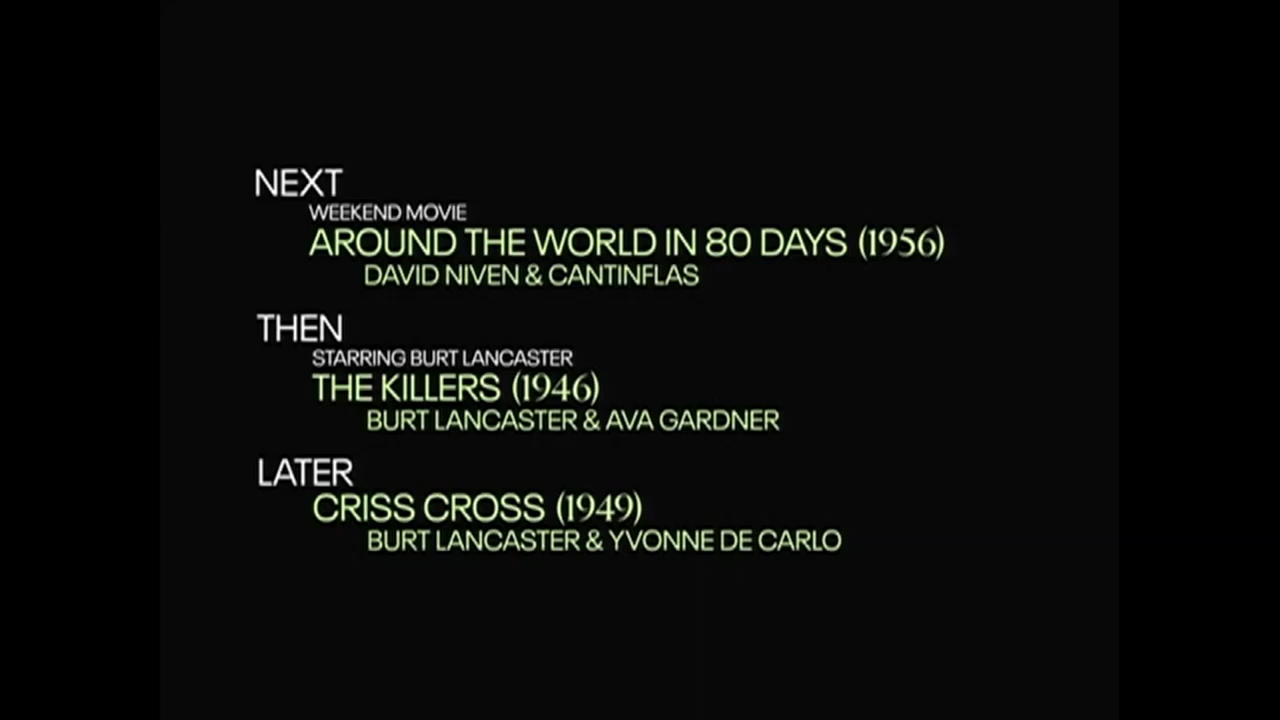 NEXT
WEEKEND MOVIE
AROUND THE WORLD IN 80 DAYS (1956)
DAVID NIVEN & CANTINFLAS
THEN
STARRING BURT LANCASTER
THE KILLERS (1946)
BURT LANCASTER & AVA GARDNER
LATER
CRISS CROSS (1949)
BURT LANCASTER & YVONNE DE CARLO